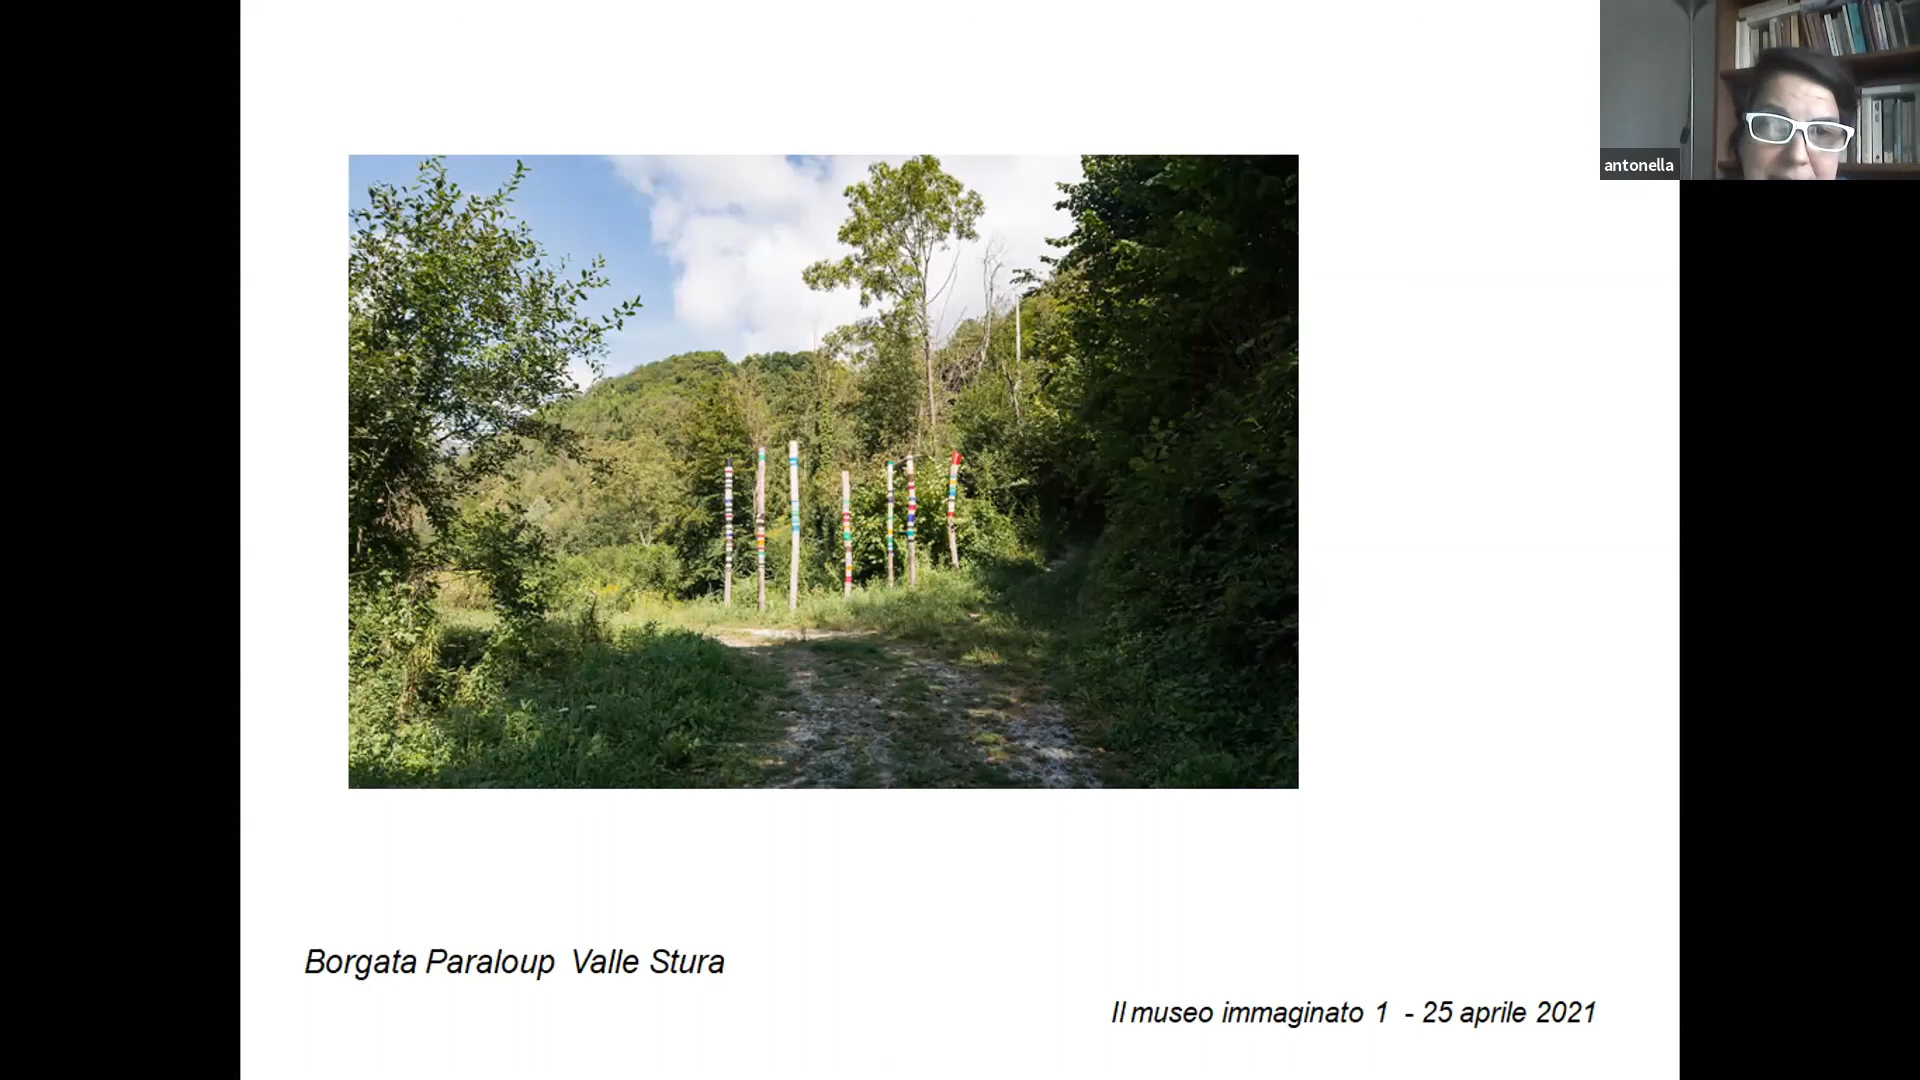 antonella
Borgata Paraloup Valle Stura
Il museo immaginato 1 - 25 aprile 2021